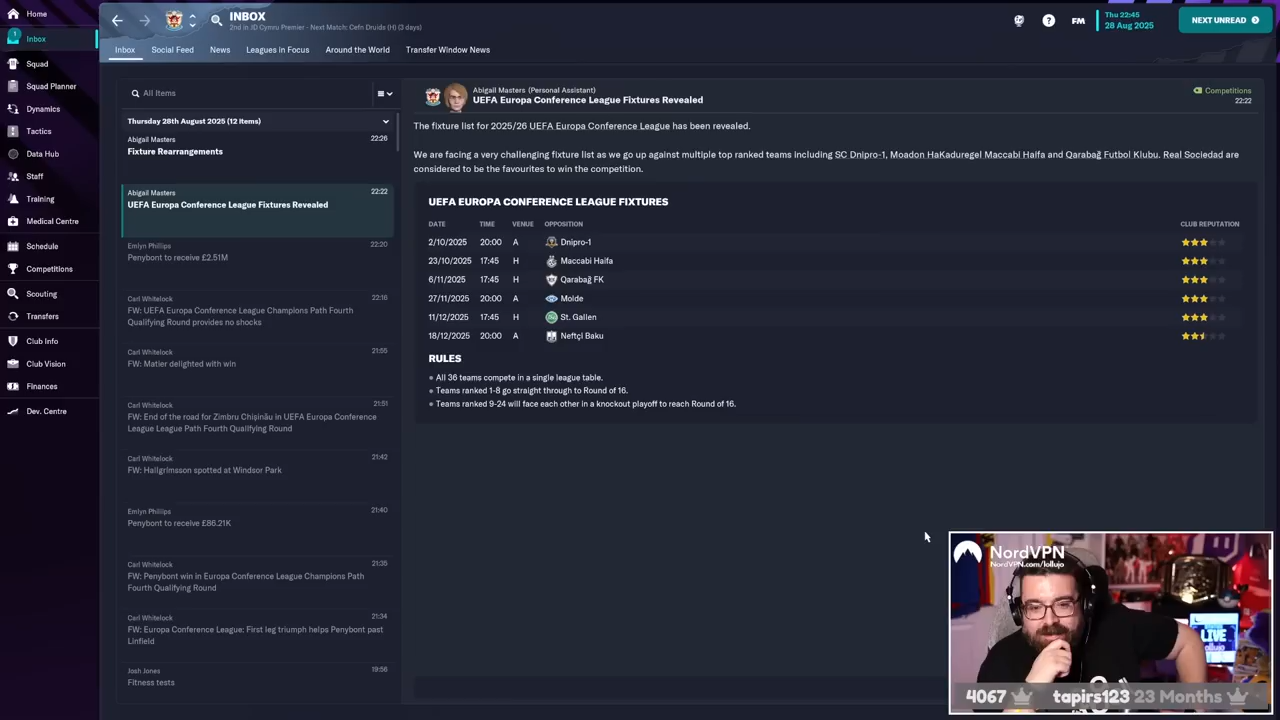 Home
Inbox
1
Squad
Squad Planner
Dynamics
Tactics
Data Hub
Staff
Training
Medical Centre
Schedule
Competitions
Scouting
Transfers
Club Info
Club Vision
Finances
Dev. Centre
INBOX
2nd in JD Cymru Premier - Next Match: Cefn Druids (H) (3 days)
FM
Thu 22:45
28 Aug 2025
NEXT UNREAD
Inbox
Social Feed
News
Leagues in Focus
Around the World
Transfer Window News
All Items
Thursday 28th August 2025 (12 Items)
Abigail Masters 22:26
Fixture Rearrangements
Abigail Masters 22:22
UEFA Europa Conference League Fixtures Revealed
Emlyn Phillips 22:20
Penybont to receive £2.51M
Carl Whitelock 22:16
FW: UEFA Europa Conference League Champions Path Fourth
Qualifying Round provides no shocks
Carl Whitelock 21:55
FW: Matier delighted with win
Carl Whitelock 21:51
FW: End of the road for Zimbru Chișinău in UEFA Europa Conference
League League Path Fourth Qualifying Round
Carl Whitelock 21:42
FW: Hallgrímsson spotted at Windsor Park
Emlyn Phillips 21:40
Penybont to receive £86.21K
Carl Whitelock 21:35
FW: Penybont win in Europa Conference League Champions Path
Fourth Qualifying Round
Carl Whitelock 21:34
FW: Europa Conference League: First leg triumph helps Penybont past
Linfield
Josh Jones 19:56
Fitness tests
Abigail Masters (Personal Assistant)
UEFA Europa Conference League Fixtures Revealed
Competitions
22:22
The fixture list for 2025/26 UEFA Europa Conference League has been revealed.
We are facing a very challenging fixture list as we go up against multiple top ranked teams including SC Dnipro-1, Moadon HaKaduregel Maccabi Haifa and Qarabağ Futbol Klubu. Real Sociedad are
considered to be the favourites to win the competition.
UEFA EUROPA CONFERENCE LEAGUE FIXTURES
DATE TIME VENUE OPPOSITION CLUB REPUTATION
2/10/2025 20:00 A Dnipro-1
23/10/2025 17:45 H Maccabi Haifa
6/11/2025 17:45 H Qarabağ FK
27/11/2025 20:00 A Molde
11/12/2025 17:45 H St. Gallen
18/12/2025 20:00 A Neftçi Baku
RULES
All 36 teams compete in a single league table.
Teams ranked 1-8 go straight through to Round of 16.
Teams ranked 9-24 will face each other in a knockout playoff to reach Round of 16.
NordVPN
NordVPN.com/lollujo
LIVE
4067 tapirs123 23 Months